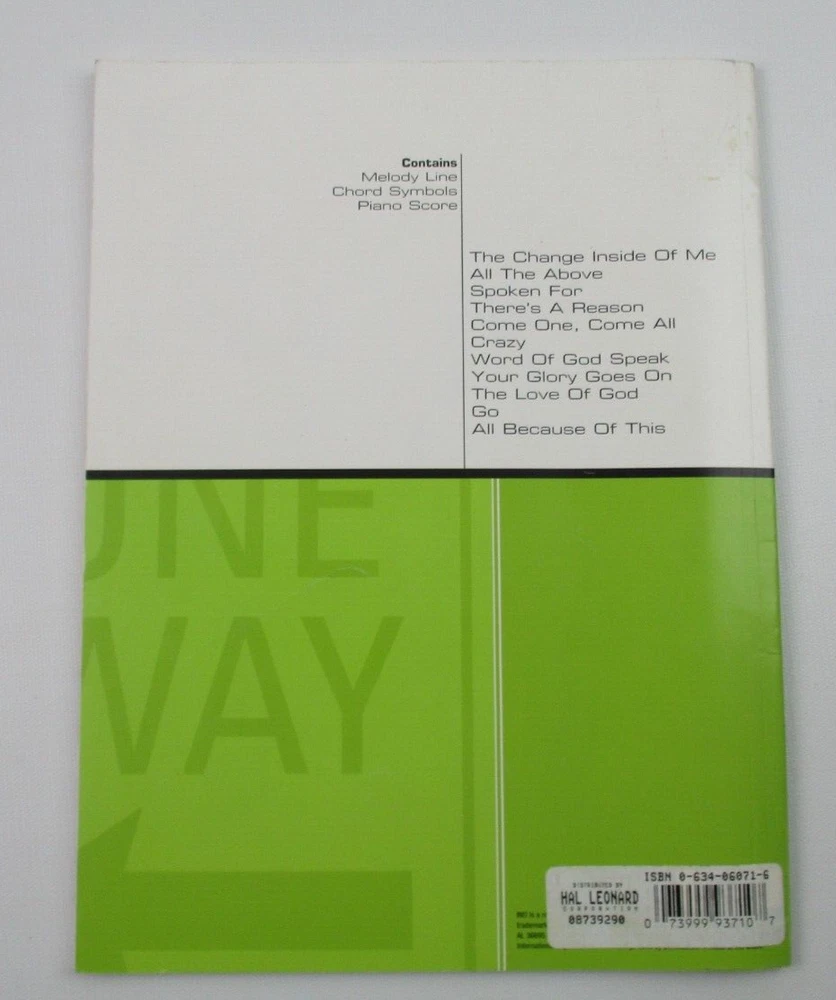 Contains
Melody Line
Chord Symbols
Piano Score
The Change Inside Of Me
All The Above
Spoken For
There's A Reason
Come One, Come All
Crazy
Word Of God Speak
Your Glory Goes On
The Love Of God
Go
All Because Of This
ONE
WAY
ISBN 0-634-06071-6
DISTRIBUTED BY
HAL LEONARD
CORPORATION
08739290
0 73999 93710 7